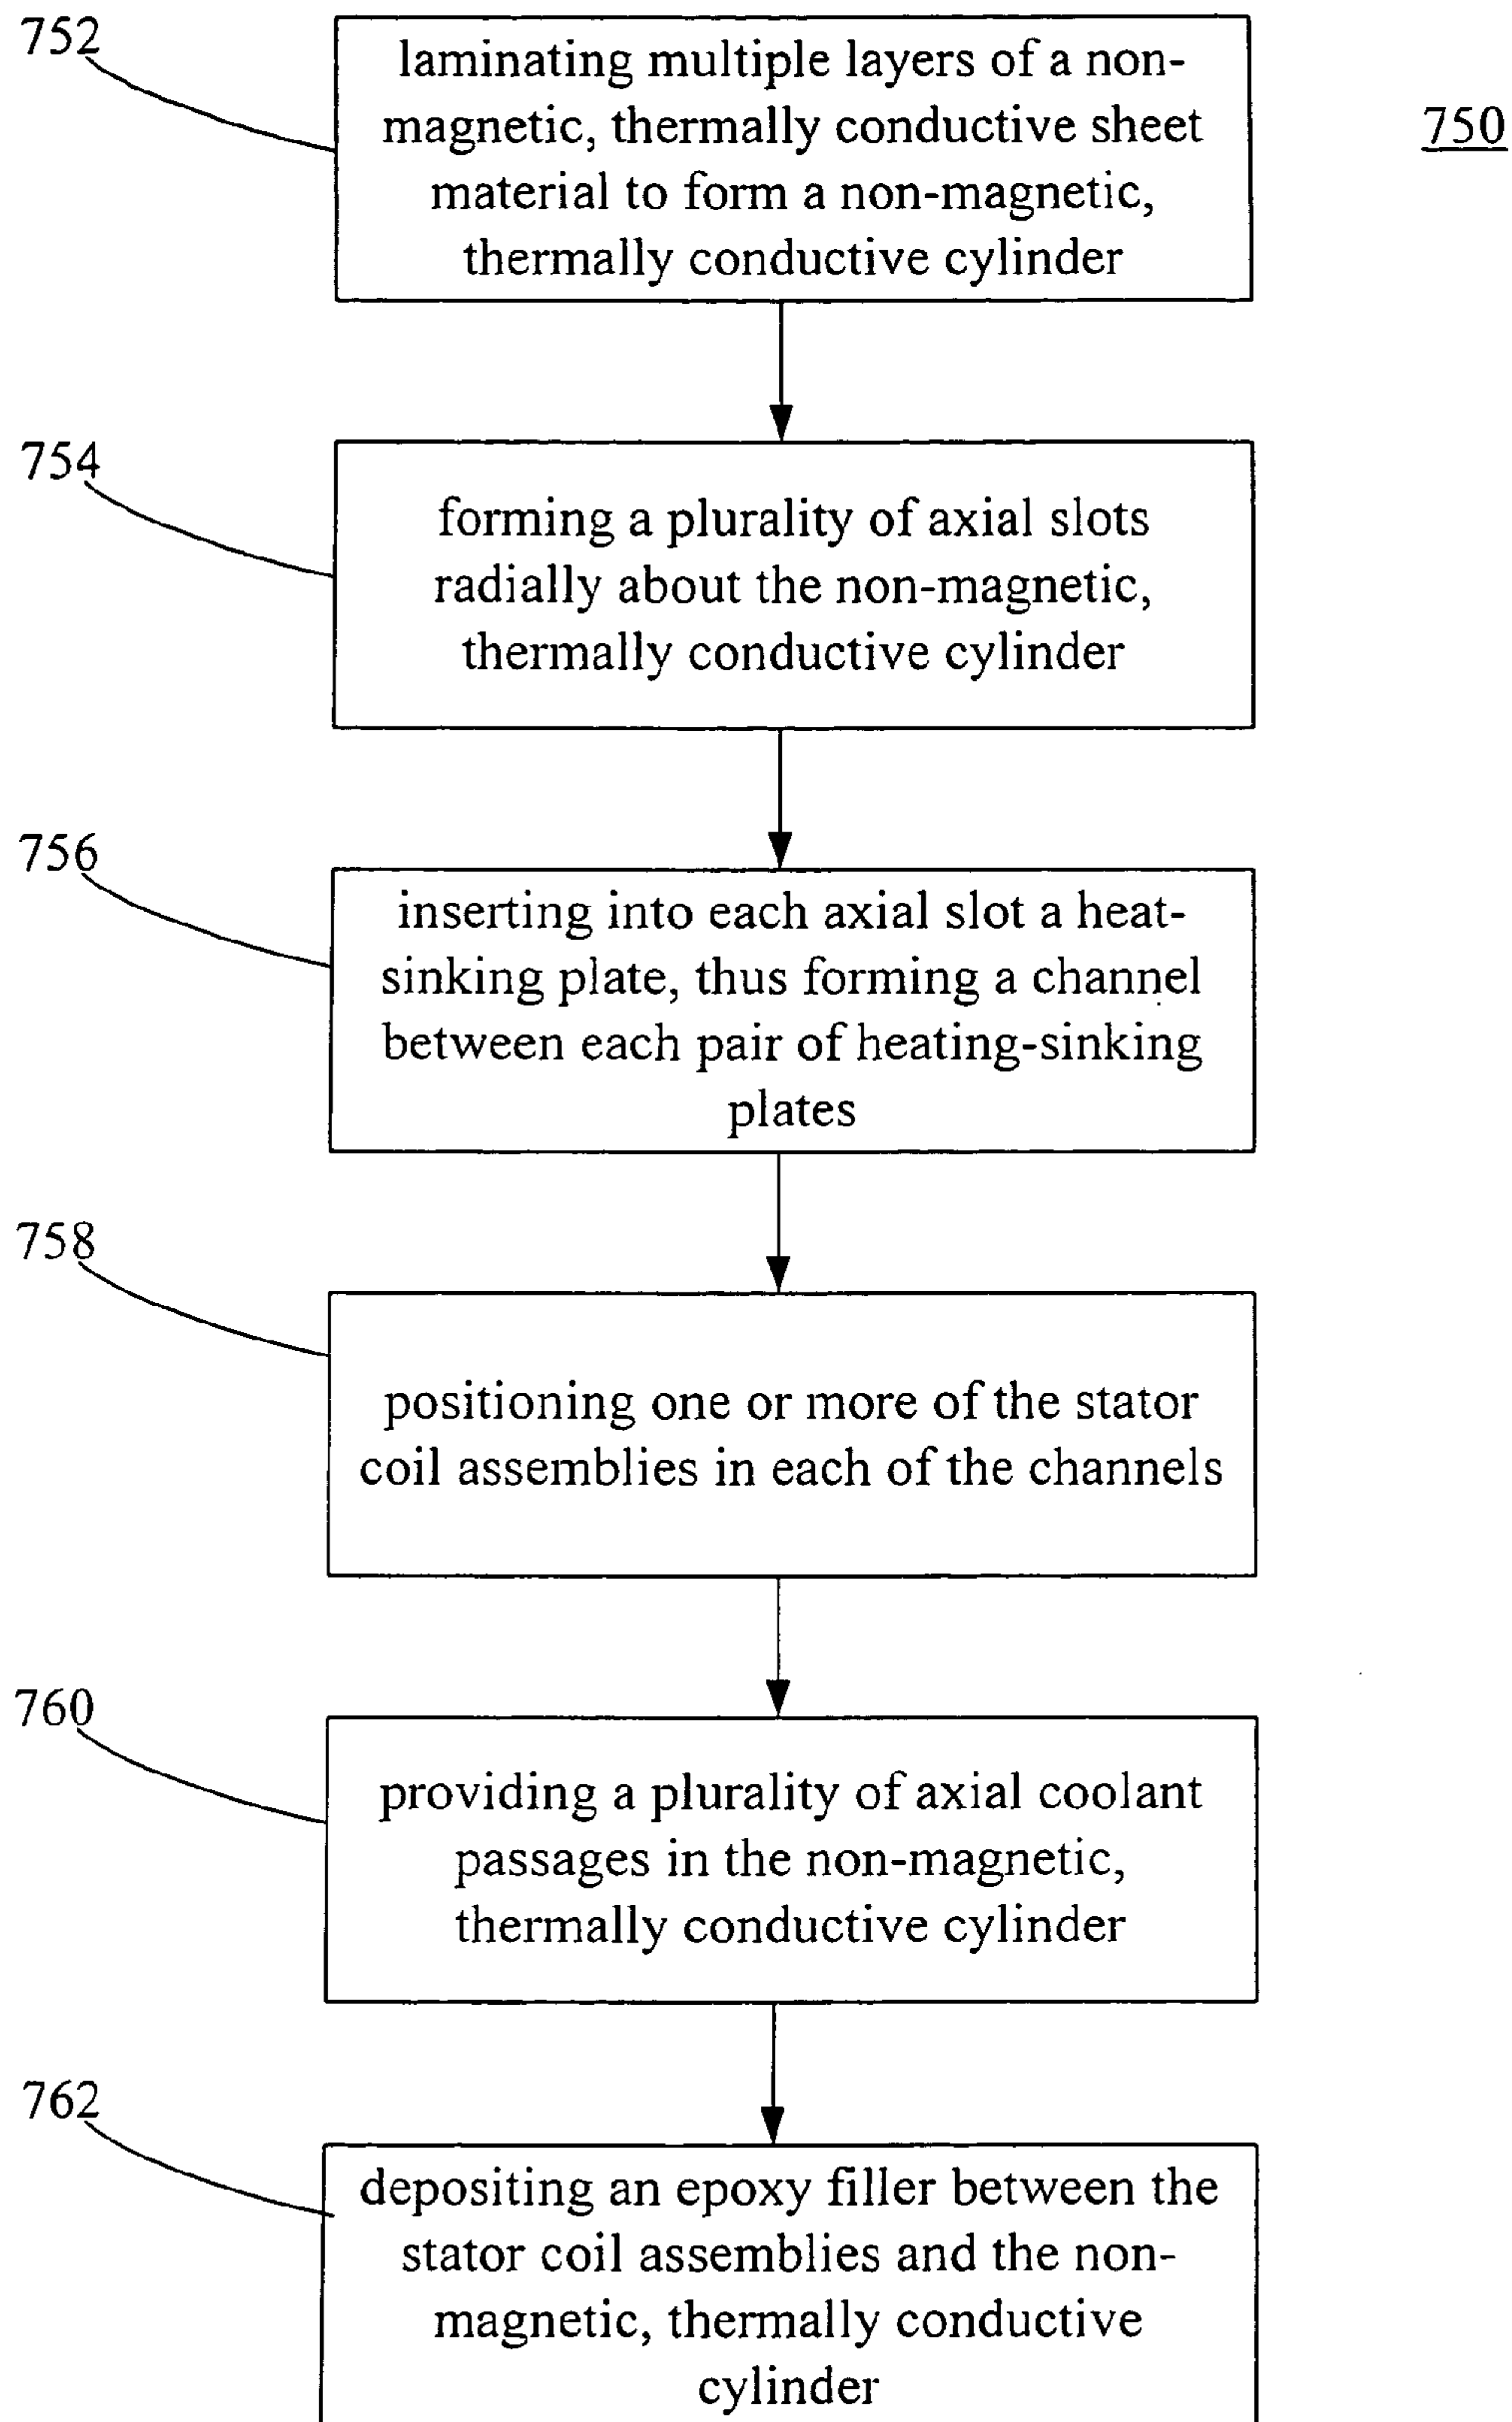 752
laminating multiple layers of a non-
magnetic, thermally conductive sheet
material to form a non-magnetic,
thermally conductive cylinder
750
754
forming a plurality of axial slots
radially about the non-magnetic,
thermally conductive cylinder
756
inserting into each axial slot a heat-
sinking plate, thus forming a channel
between each pair of heating-sinking
plates
758
positioning one or more of the stator
coil assemblies in each of the channels
760
providing a plurality of axial coolant
passages in the non-magnetic,
thermally conductive cylinder
762
depositing an epoxy filler between the
stator coil assemblies and the non-
magnetic, thermally conductive
cylinder